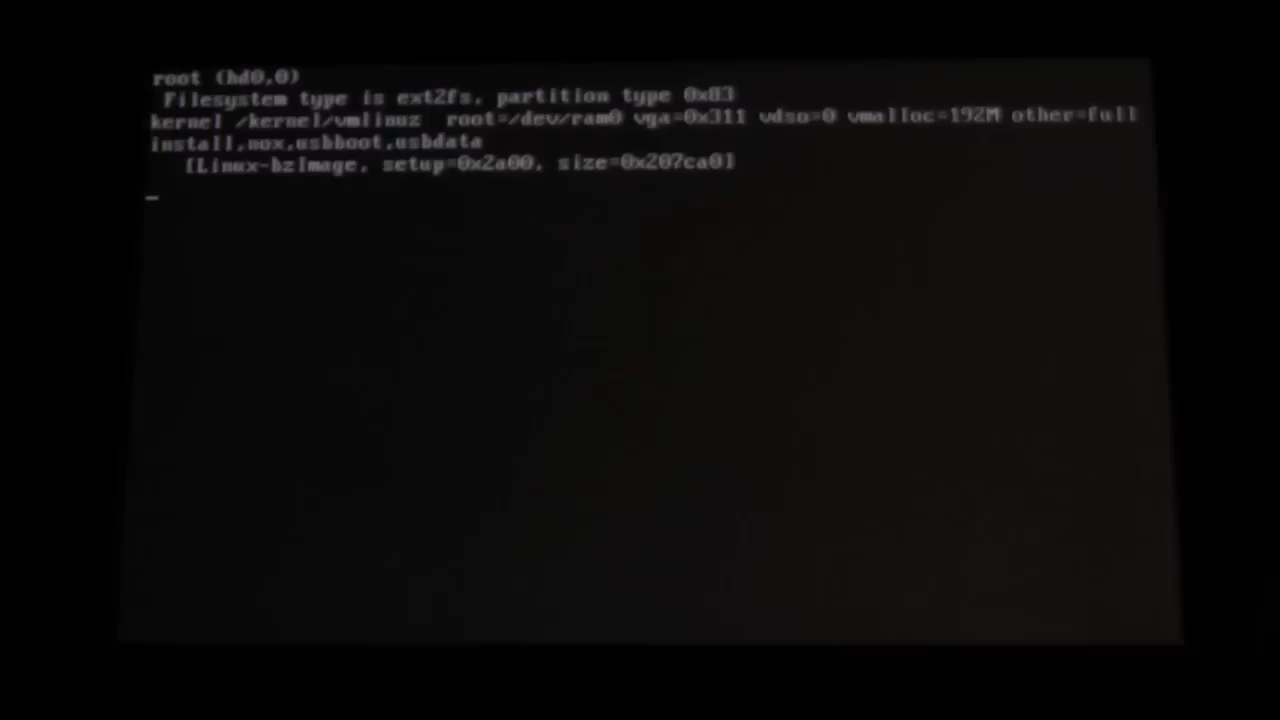 root (hd0,0)
Filesystem type is ext2fs, partition type 0x83
kernel /kernel/vmlinuz root=/dev/ram0 vga=0x311 vdso=0 vmalloc=192M other=full
install,nox,usbboot,usbdata
[Linux-bzImage, setup=0x2a00, size=0x207ca0]
_